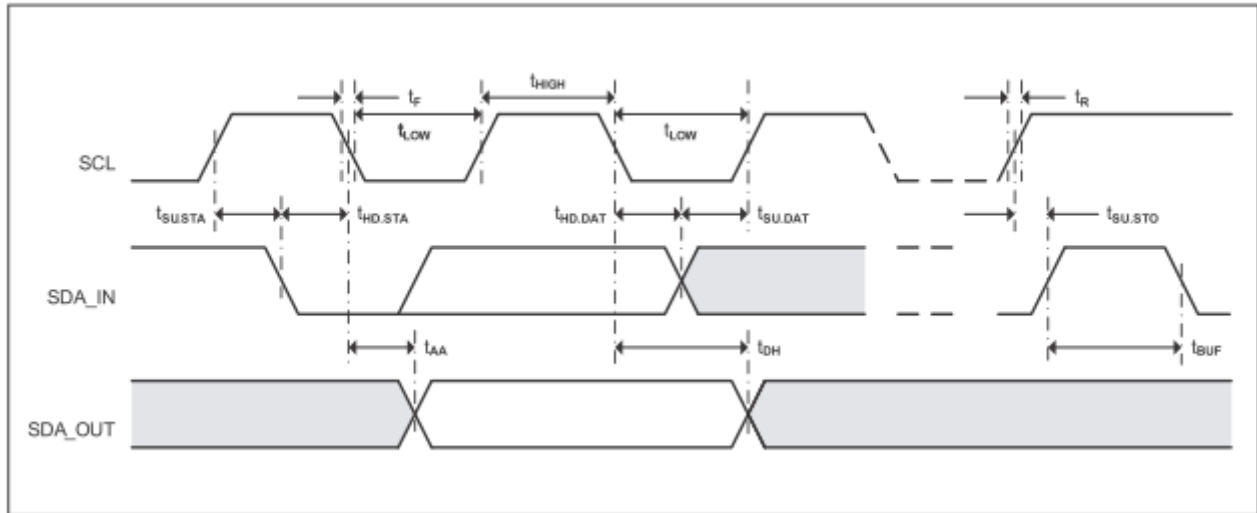 tHIGH
tF
tR
tLOW
tLOW
SCL
tSU.STA
tHD.STA
tHD.DAT
tSU.DAT
tSU.STO
SDA_IN
tAA
tDH
tBUF
SDA_OUT